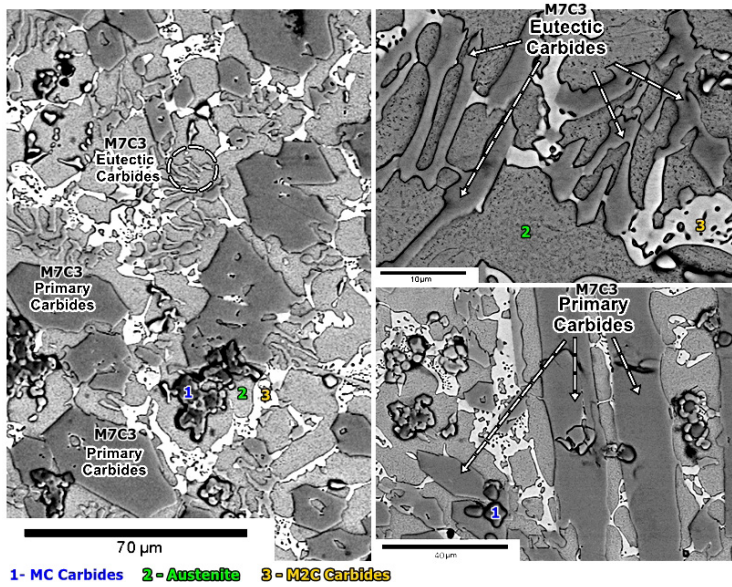 M7C3
Eutectic
Carbides
M7C3
Primary
Carbides
1
2
3
M7C3
Primary
Carbides
70 µm
M7C3
Eutectic
Carbides
2
3
10µm
M7C3
Primary
Carbides
1
40µm
1- MC Carbides 2 - Austenite 3 - M2C Carbides